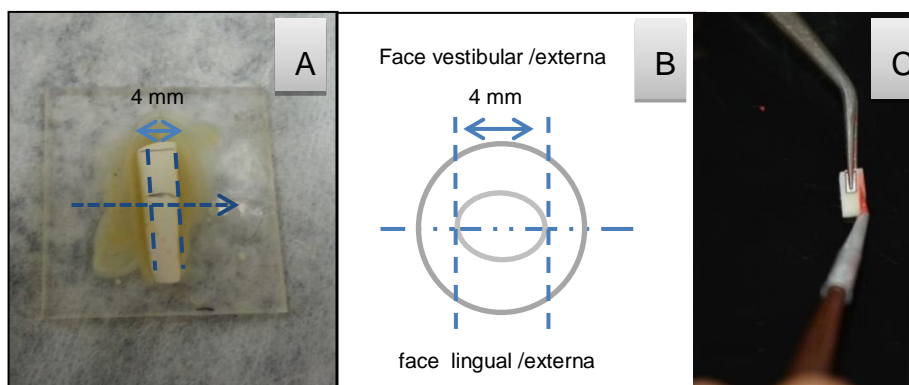 A
4 mm
Face vestibular /externa
B
4 mm
face lingual /externa
C